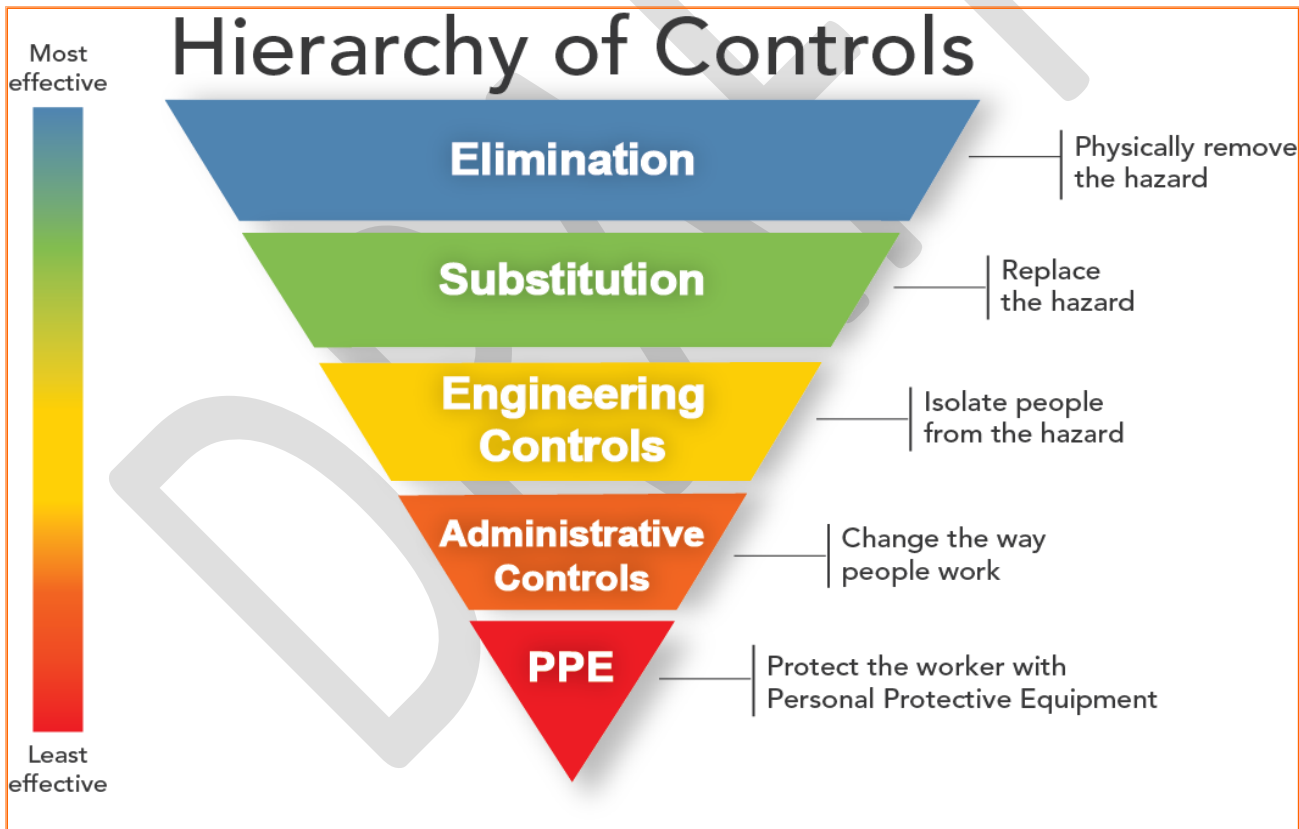 Hierarchy of Controls
Most
effective
Elimination
Physically remove
the hazard
Substitution
Replace
the hazard
Engineering
Controls
Isolate people
from the hazard
Administrative
Controls
Change the way
people work
PPE
Protect the worker with
Personal Protective Equipment
Least
effective
DRAFT